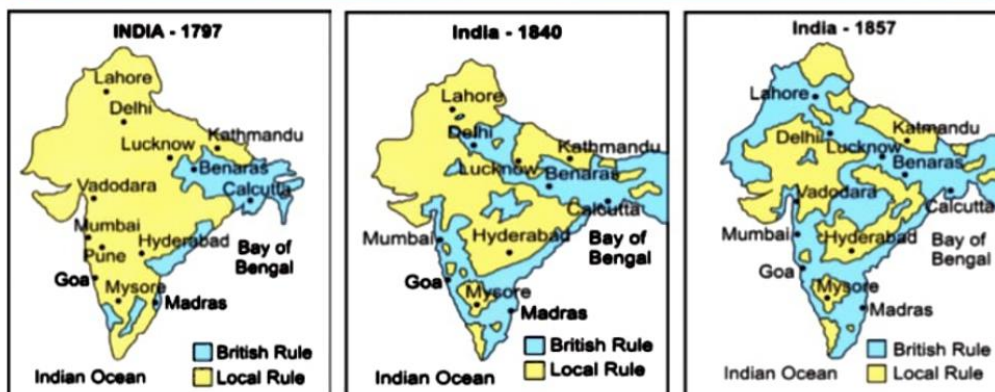 INDIA - 1797
Lahore
Delhi
Lucknow
Kathmandu
Benaras
Calcutta
Vadodara
Mumbai
Pune
Hyderabad
Bay of
Bengal
Goa
Mysore
Madras
British Rule
Indian Ocean
Local Rule
India - 1840
Lahore
Delhi
Lucknow
Kathmandu
Benaras
Calcutta
Mumbai
Hyderabad
Bay of
Bengal
Goa
Mysore
Madras
British Rule
Indian Ocean
Local Rule
India - 1857
Lahore
Delhi
Katmandu
Lucknow
Benaras
Vadodara
Calcutta
Mumbai
Hyderabad
Bay of
Bengal
Goa
Mysore
Madras
British Rule
Indian Ocean
Local Rule